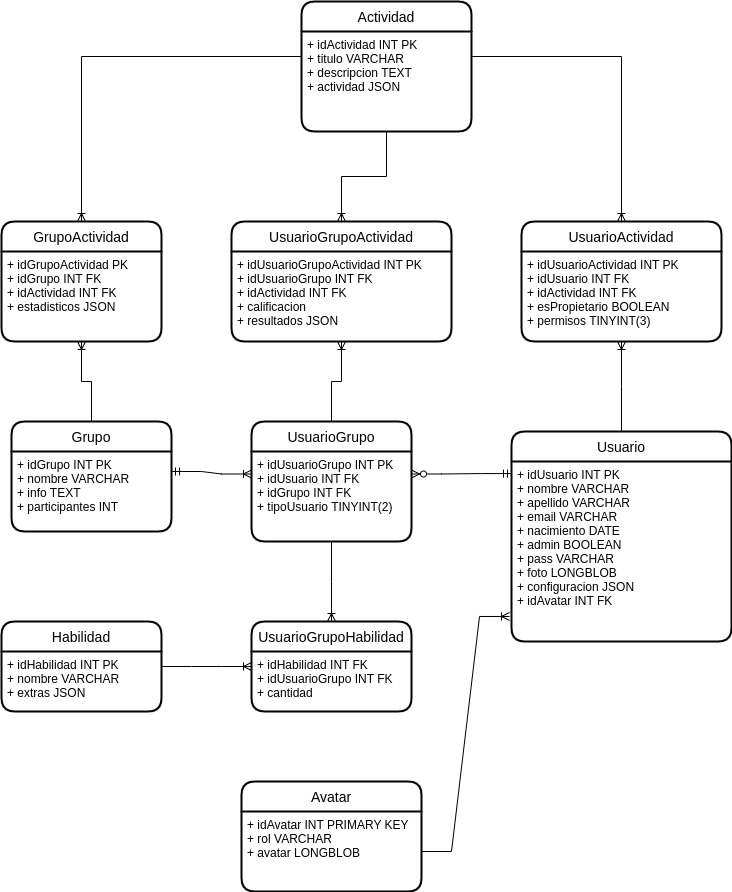 Actividad
+ idActividad INT PK
+ titulo VARCHAR
+ descripcion TEXT
+ actividad JSON
GrupoActividad
+ idGrupoActividad PK
+ idGrupo INT FK
+ idActividad INT FK
+ estadisticos JSON
UsuarioGrupoActividad
+ idUsuarioGrupoActividad INT PK
+ idUsuarioGrupo INT FK
+ idActividad INT FK
+ calificacion
+ resultados JSON
UsuarioActividad
+ idUsuarioActividad INT PK
+ idUsuario INT FK
+ idActividad INT FK
+ esPropietario BOOLEAN
+ permisos TINYINT(3)
Grupo
+ idGrupo INT PK
+ nombre VARCHAR
+ info TEXT
+ participantes INT
UsuarioGrupo
+ idUsuarioGrupo INT PK
+ idUsuario INT FK
+ idGrupo INT FK
+ tipoUsuario TINYINT(2)
Usuario
+ idUsuario INT PK
+ nombre VARCHAR
+ apellido VARCHAR
+ email VARCHAR
+ nacimiento DATE
+ admin BOOLEAN
+ pass VARCHAR
+ foto LONGBLOB
+ configuracion JSON
+ idAvatar INT FK
Habilidad
+ idHabilidad INT PK
+ nombre VARCHAR
+ extras JSON
UsuarioGrupoHabilidad
+ idHabilidad INT FK
+ idUsuarioGrupo INT FK
+ cantidad
Avatar
+ idAvatar INT PRIMARY KEY
+ rol VARCHAR
+ avatar LONGBLOB